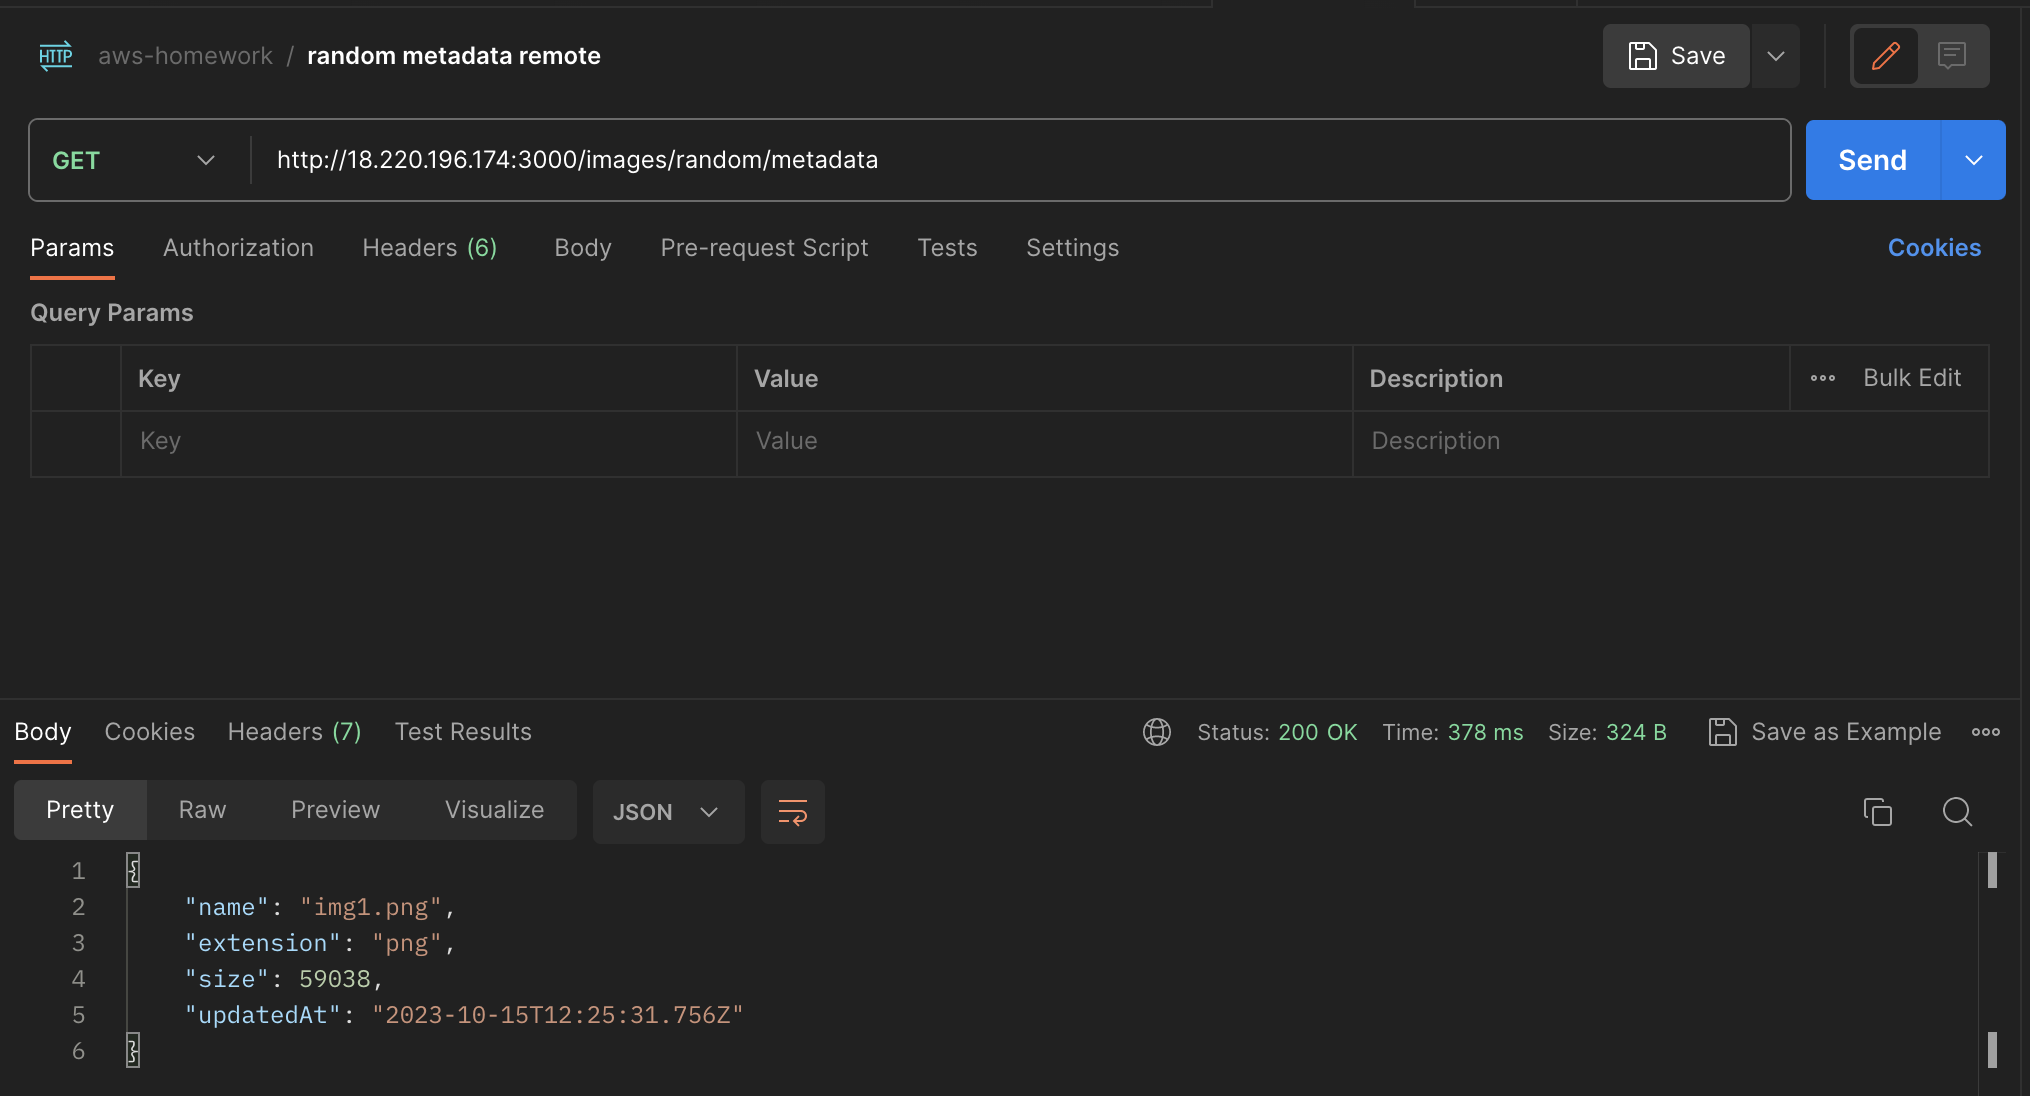 HTTP aws-homework / random metadata remote Save
GET http://18.220.196.174:3000/images/random/metadata Send
Params Authorization Headers (6) Body Pre-request Script Tests Settings Cookies
Query Params
Key Value Description Bulk Edit
Key Value Description
Body Cookies Headers (7) Test Results Status: 200 OK Time: 378 ms Size: 324 B Save as Example
Pretty Raw Preview Visualize JSON
1 {
2 "name": "img1.png",
3 "extension": "png",
4 "size": 59038,
5 "updatedAt": "2023-10-15T12:25:31.756Z"
6 }